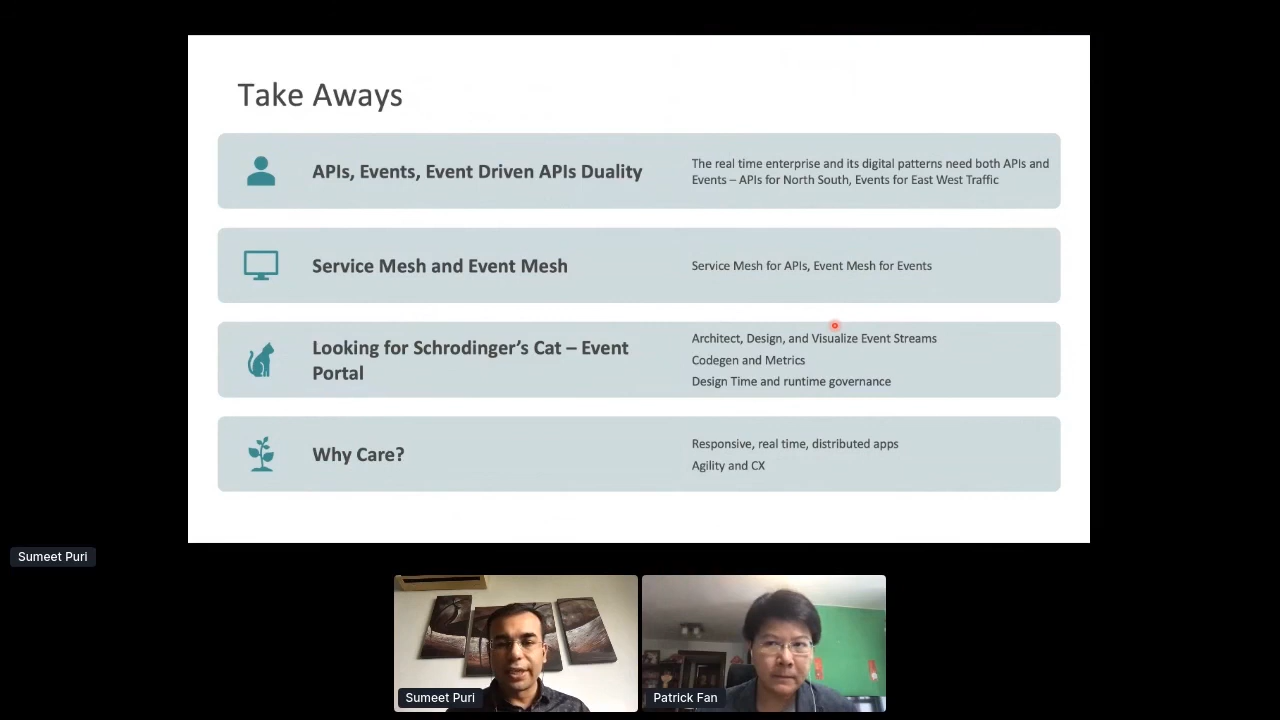 Take Aways
APIs, Events, Event Driven APIs Duality
The real time enterprise and its digital patterns need both APIs and
Events – APIs for North South, Events for East West Traffic
Service Mesh and Event Mesh
Service Mesh for APIs, Event Mesh for Events
Looking for Schrodinger’s Cat – Event
Portal
Architect, Design, and Visualize Event Streams
Codegen and Metrics
Design Time and runtime governance
Why Care?
Responsive, real time, distributed apps
Agility and CX
Sumeet Puri
Sumeet Puri
Patrick Fan